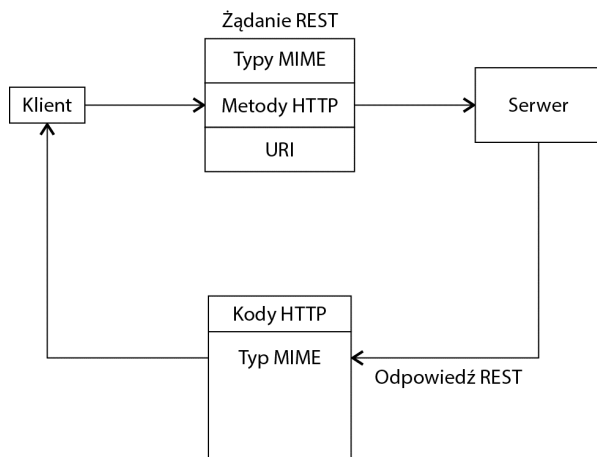 Żądanie REST
Typy MIME
Klient
Metody HTTP
Serwer
URI
Kody HTTP
Typ MIME
Odpowiedź REST